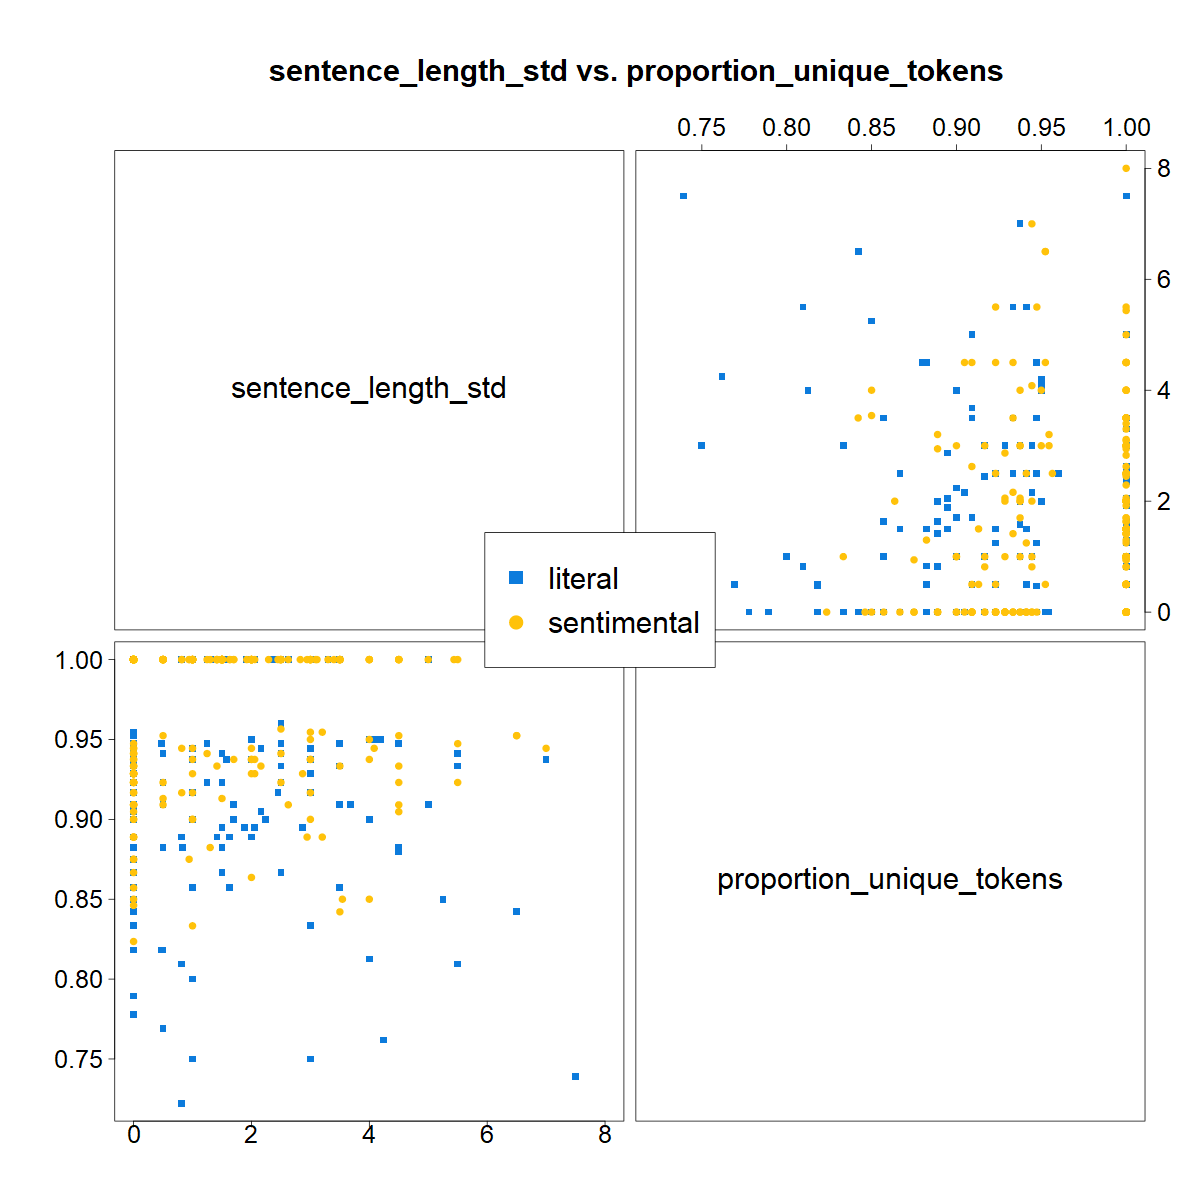 sentence_length_std vs. proportion_unique_tokens
0.75 0.80 0.85 0.90 0.95 1.00
8
6
sentence_length_std
4
2
literal
0
sentimental
1.00
0.95
0.90
proportion_unique_tokens
0.85
0.80
0.75
0 2 4 6 8